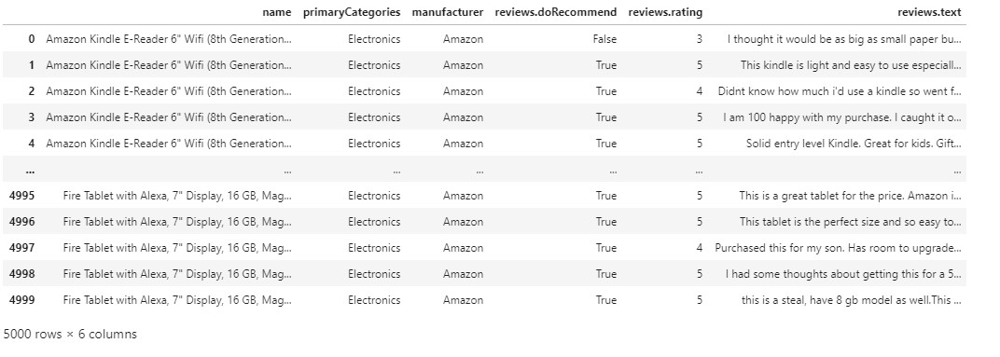 name primaryCategories manufacturer reviews.doRecommend reviews.rating reviews.text
0 Amazon Kindle E-Reader 6" Wifi (8th Generation... Electronics Amazon False 3 I thought it would be as big as small paper bu...
1 Amazon Kindle E-Reader 6" Wifi (8th Generation... Electronics Amazon True 5 This kindle is light and easy to use especiall...
2 Amazon Kindle E-Reader 6" Wifi (8th Generation... Electronics Amazon True 4 Didnt know how much i'd use a kindle so went f...
3 Amazon Kindle E-Reader 6" Wifi (8th Generation... Electronics Amazon True 5 I am 100 happy with my purchase. I caught it o...
4 Amazon Kindle E-Reader 6" Wifi (8th Generation... Electronics Amazon True 5 Solid entry level Kindle. Great for kids. Gift...
... ... ... ... ... ... ...
4995 Fire Tablet with Alexa, 7" Display, 16 GB, Mag... Electronics Amazon True 5 This is a great tablet for the price. Amazon i...
4996 Fire Tablet with Alexa, 7" Display, 16 GB, Mag... Electronics Amazon True 5 This tablet is the perfect size and so easy to...
4997 Fire Tablet with Alexa, 7" Display, 16 GB, Mag... Electronics Amazon True 4 Purchased this for my son. Has room to upgrade...
4998 Fire Tablet with Alexa, 7" Display, 16 GB, Mag... Electronics Amazon True 5 I had some thoughts about getting this for a 5...
4999 Fire Tablet with Alexa, 7" Display, 16 GB, Mag... Electronics Amazon True 5 this is a steal, have 8 gb model as well.This ...
5000 rows × 6 columns